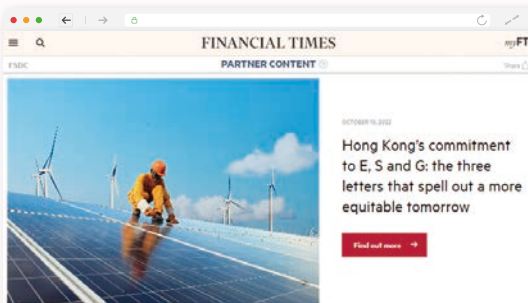 FINANCIAL TIMES
myFT
FSDC
PARTNER CONTENT
Share
OCTOBER 19, 2022
Hong Kong's commitment
to E, S and G: the three
letters that spell out a more
equitable tomorrow
Find out more